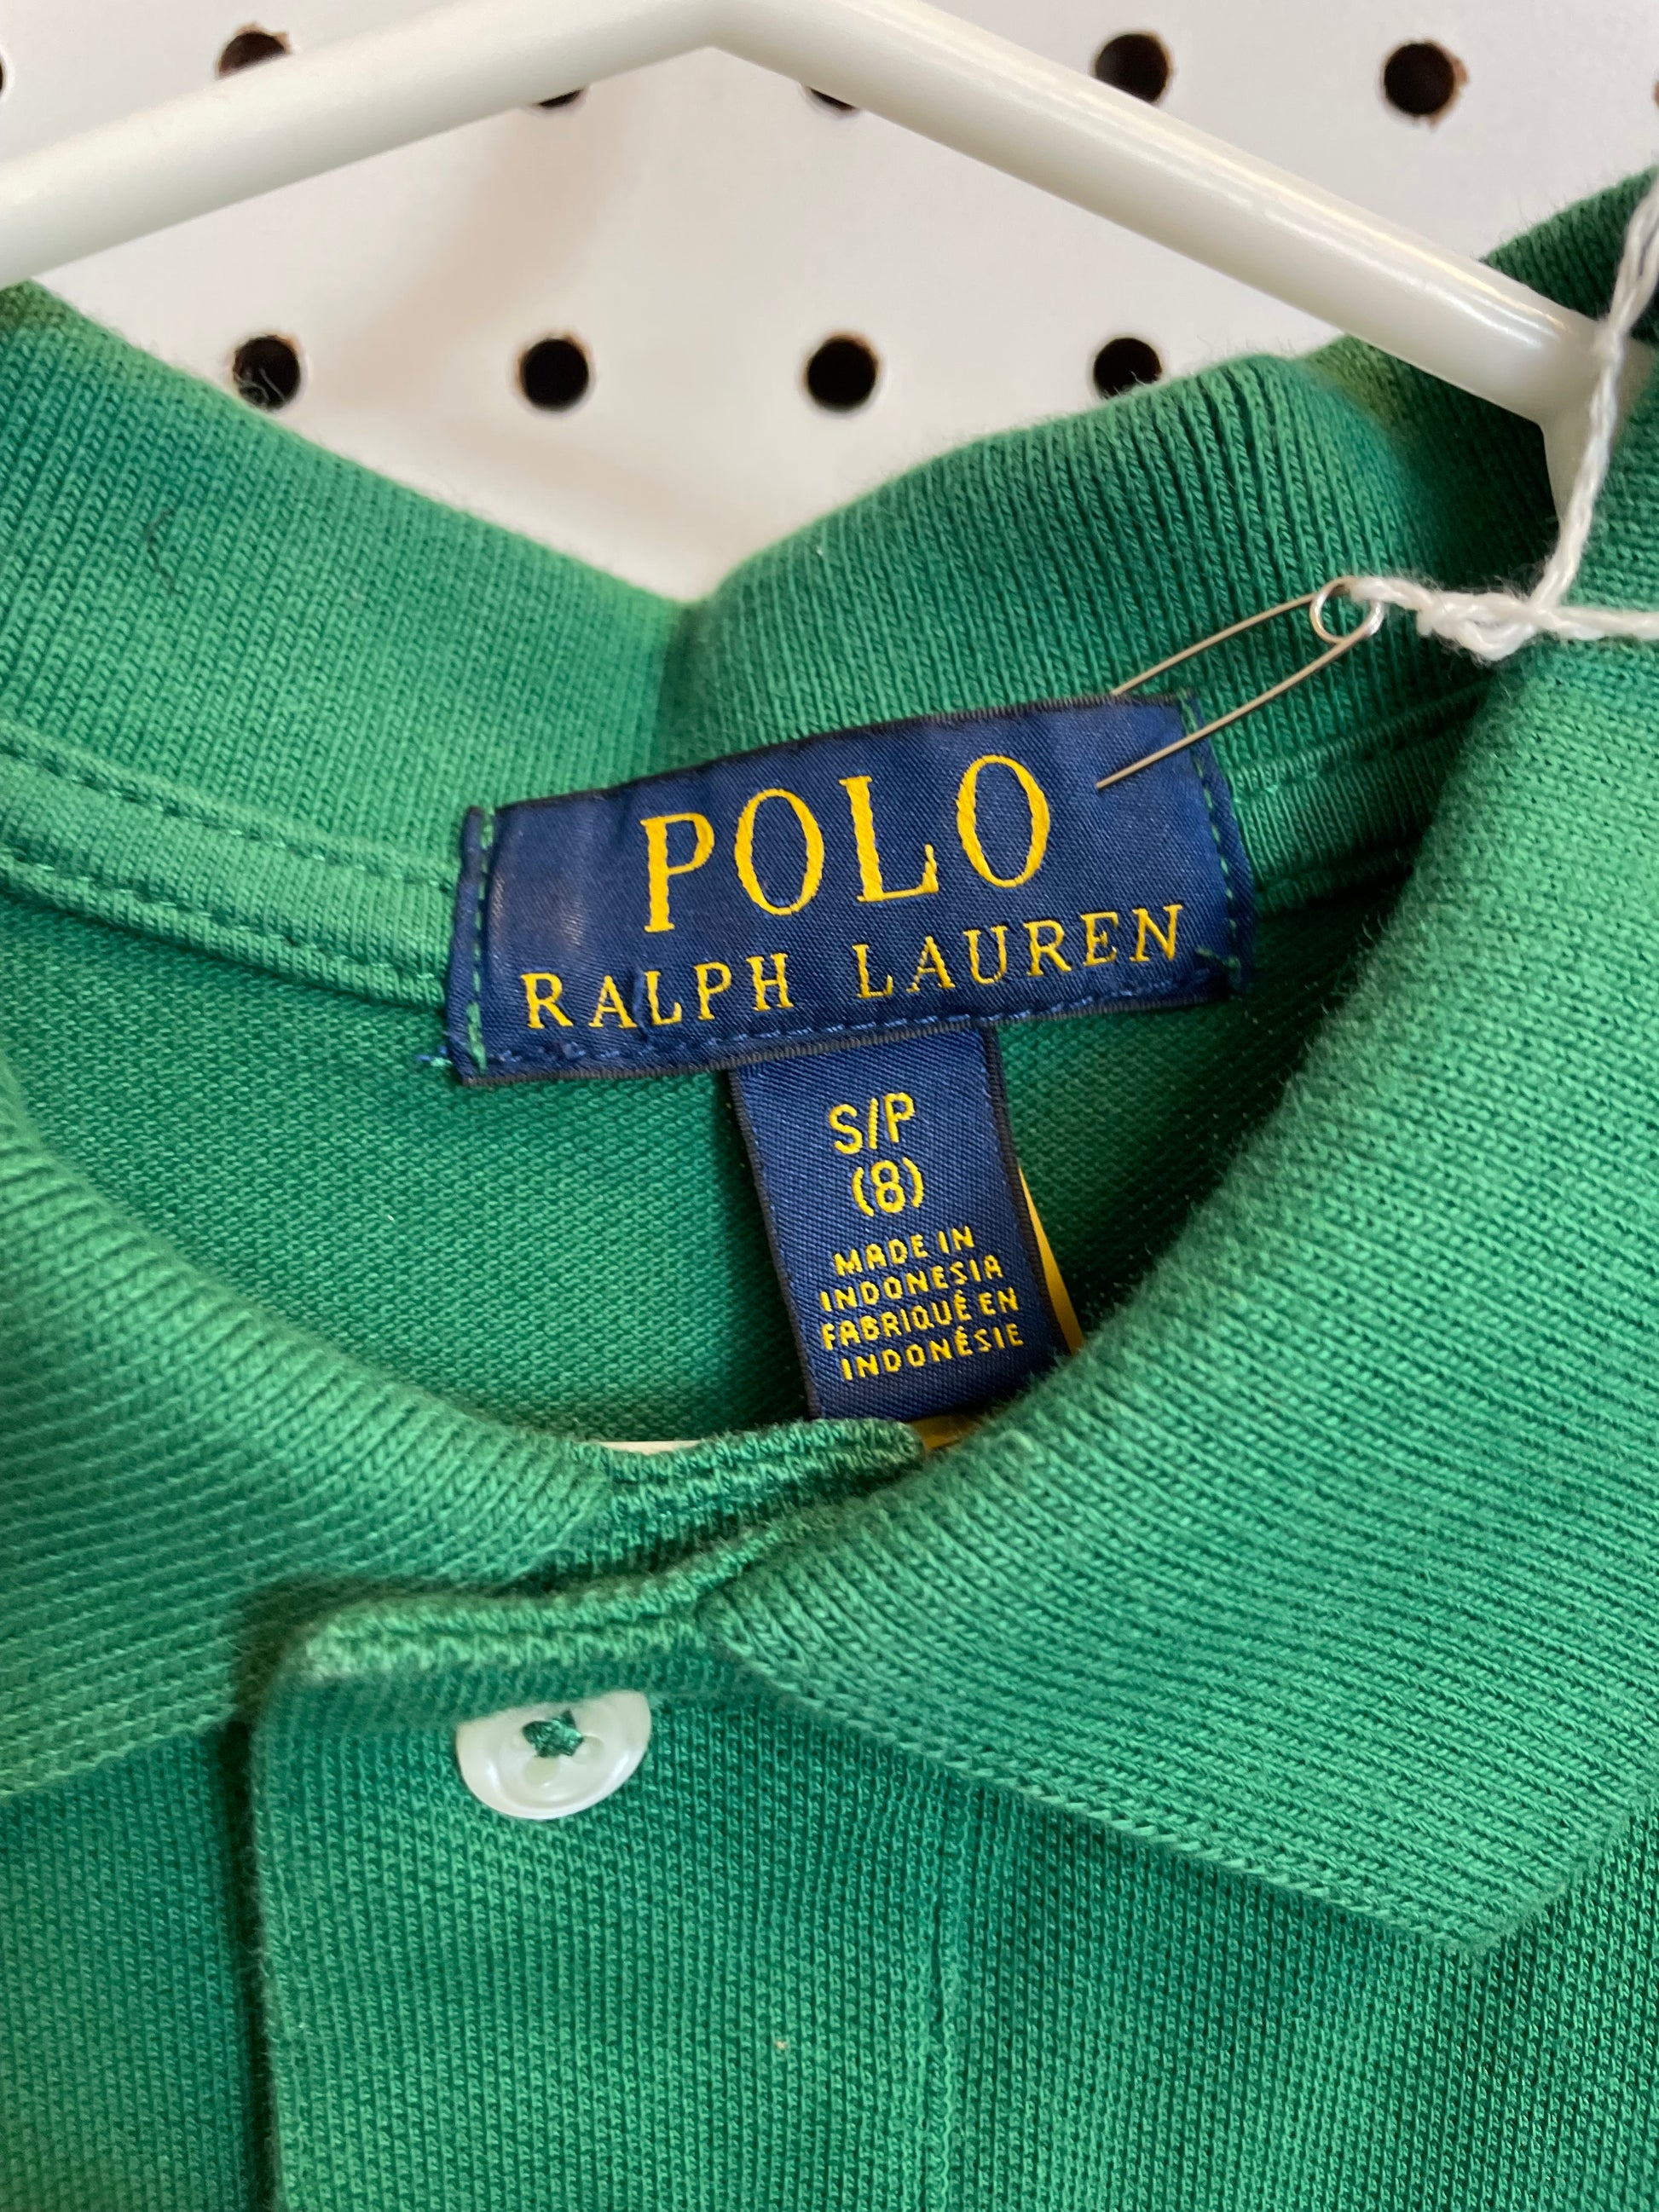 POLO
RALPH LAUREN
S/P
(8)
MADE IN
INDONESIA
FABRIQUÉ EN
INDONÉSIE